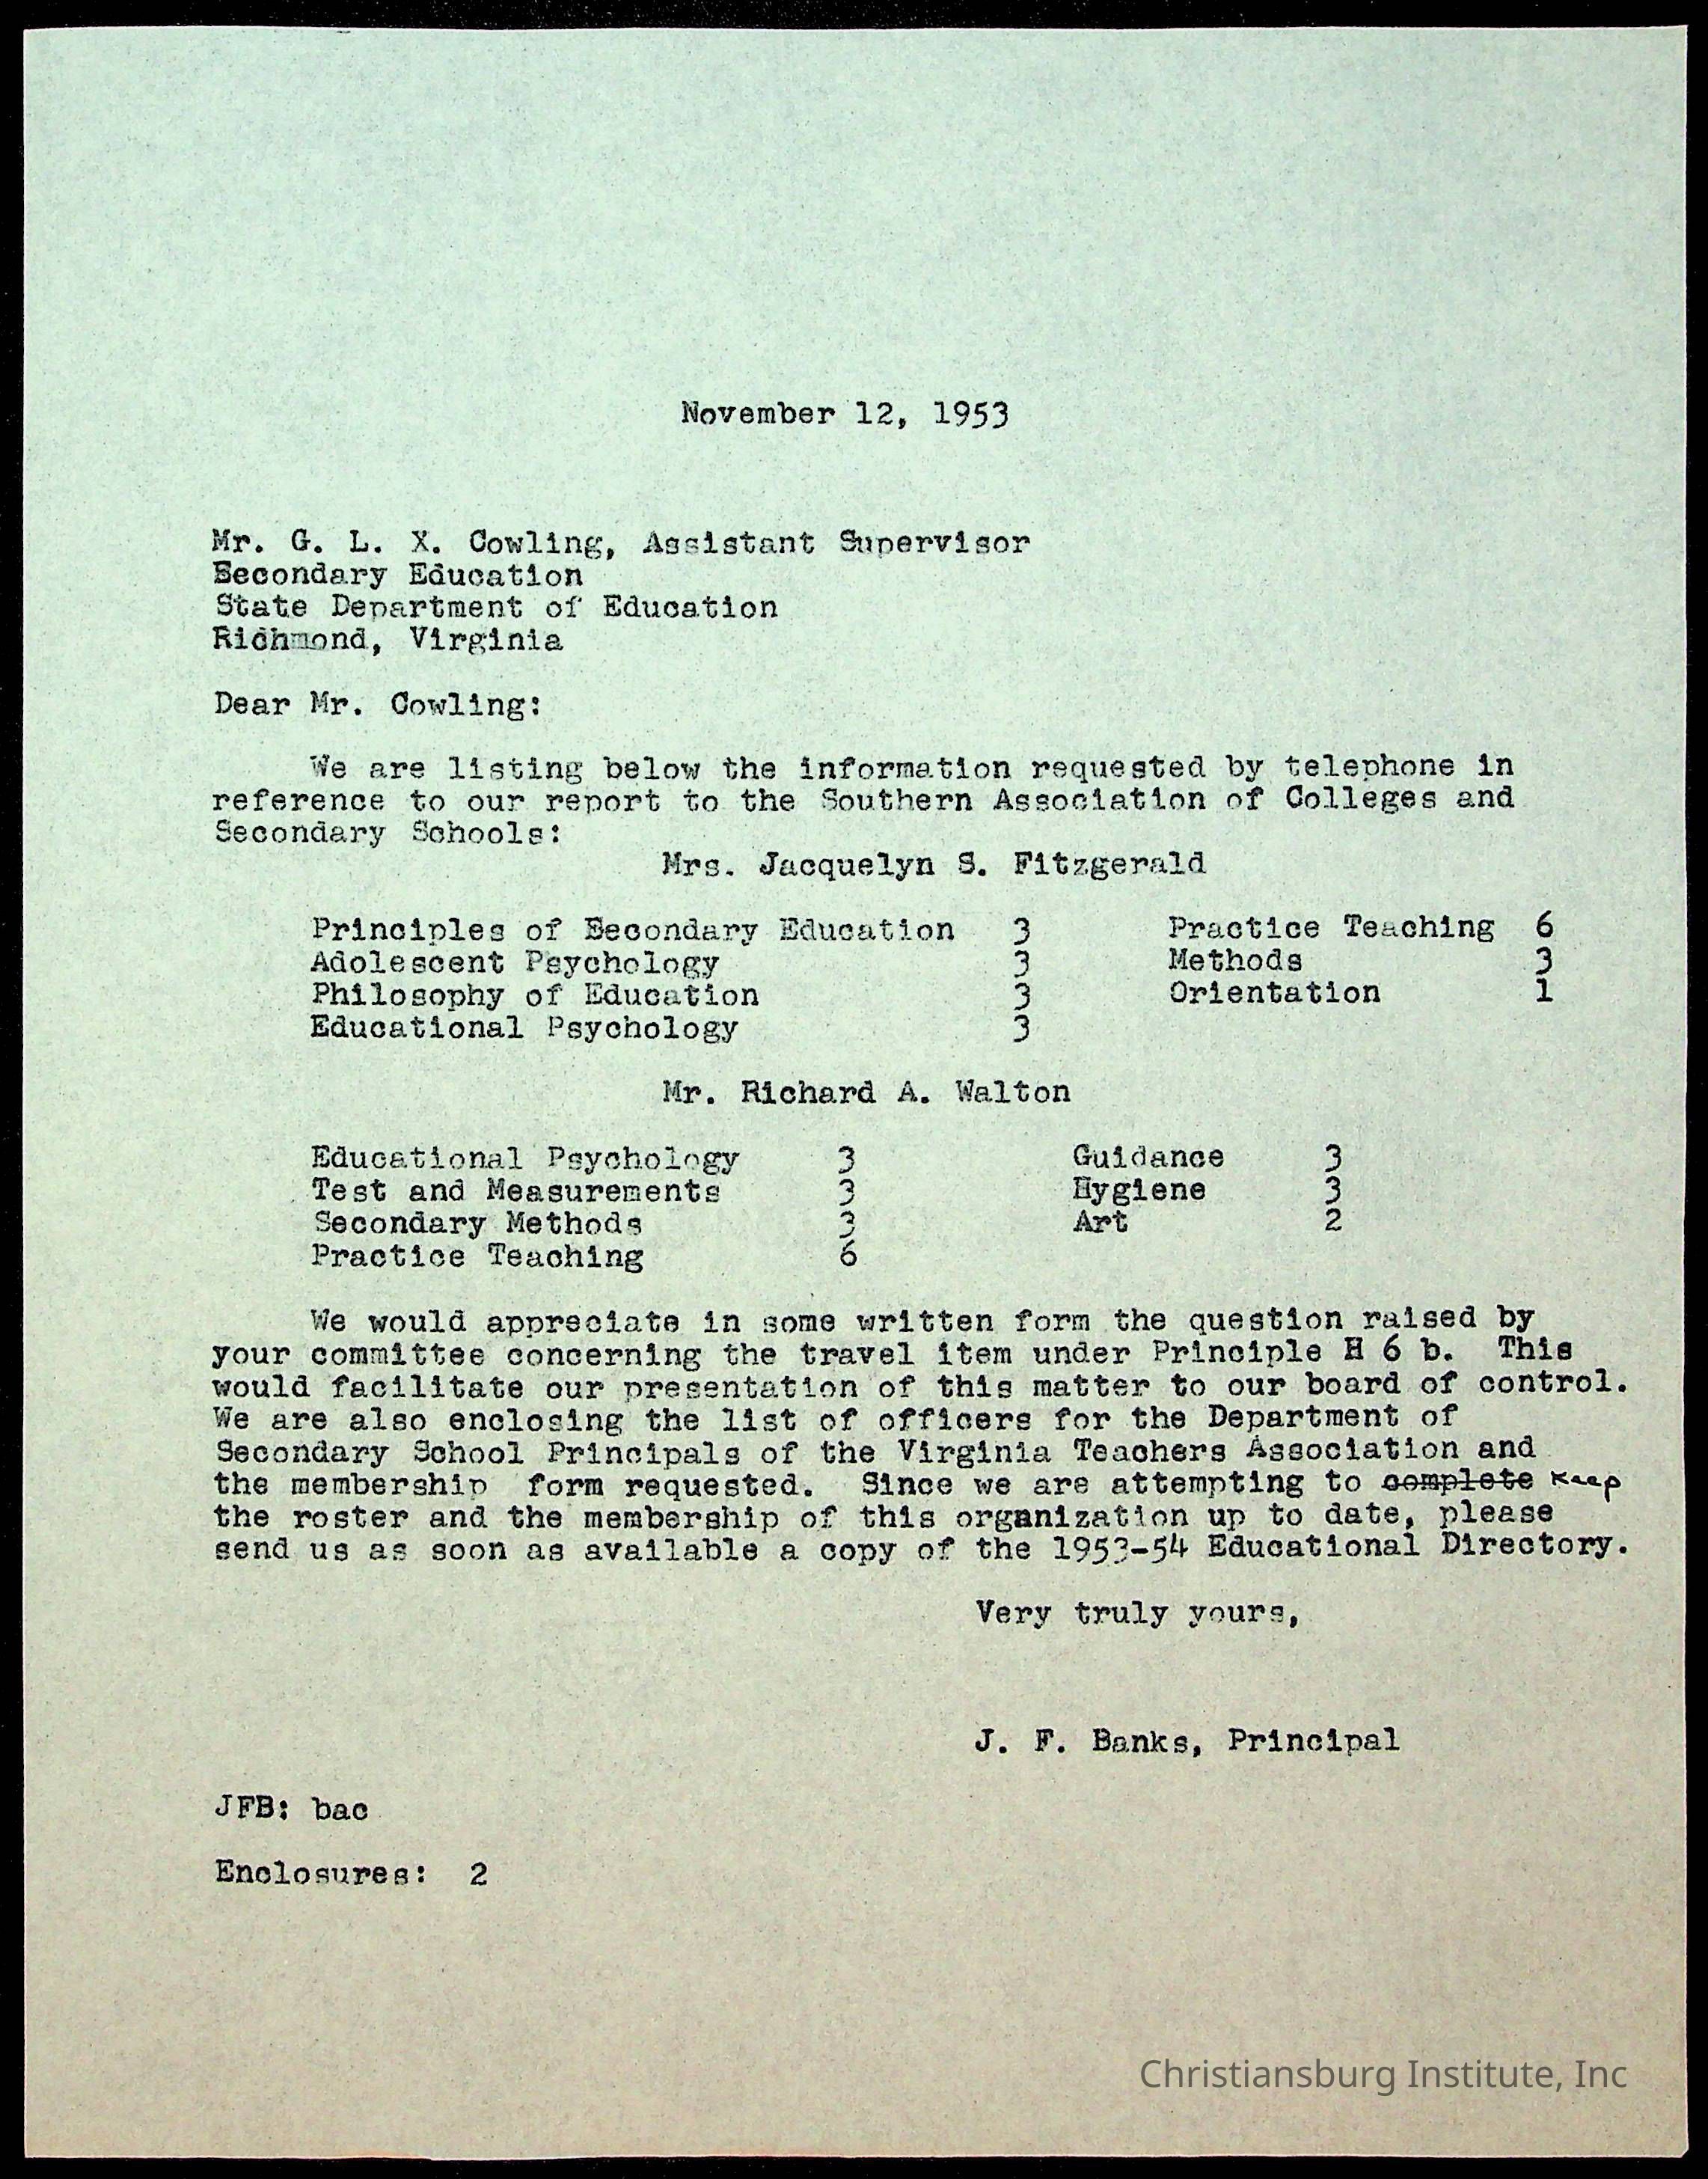 November 12, 1953
Mr. G. L. X. Cowling, Assistant Supervisor
Secondary Education
State Department of Education
Richmond, Virginia
Dear Mr. Cowling:
We are listing below the information requested by telephone in
reference to our report to the Southern Association of Colleges and
Secondary Schools:
Mrs. Jacquelyn S. Fitzgerald
Principles of Secondary Education 3 Practice Teaching 6
Adolescent Psychology 3 Methods 3
Philosophy of Education 3 Orientation 1
Educational Psychology 3
Mr. Richard A. Walton
Educational Psychology 3 Guidance 3
Test and Measurements 3 Hygiene 3
Secondary Methods 3 Art 2
Practice Teaching 6
We would appreciate in some written form the question raised by
your committee concerning the travel item under Principle H 6 b. This
would facilitate our presentation of this matter to our board of control.
We are also enclosing the list of officers for the Department of
Secondary School Principals of the Virginia Teachers Association and
the membership form requested. Since we are attempting to complete keep
the roster and the membership of this organization up to date, please
send us as soon as available a copy of the 1953-54 Educational Directory.
Very truly yours,
J. F. Banks, Principal
JFB: bac
Enclosures: 2
Christiansburg Institute, Inc